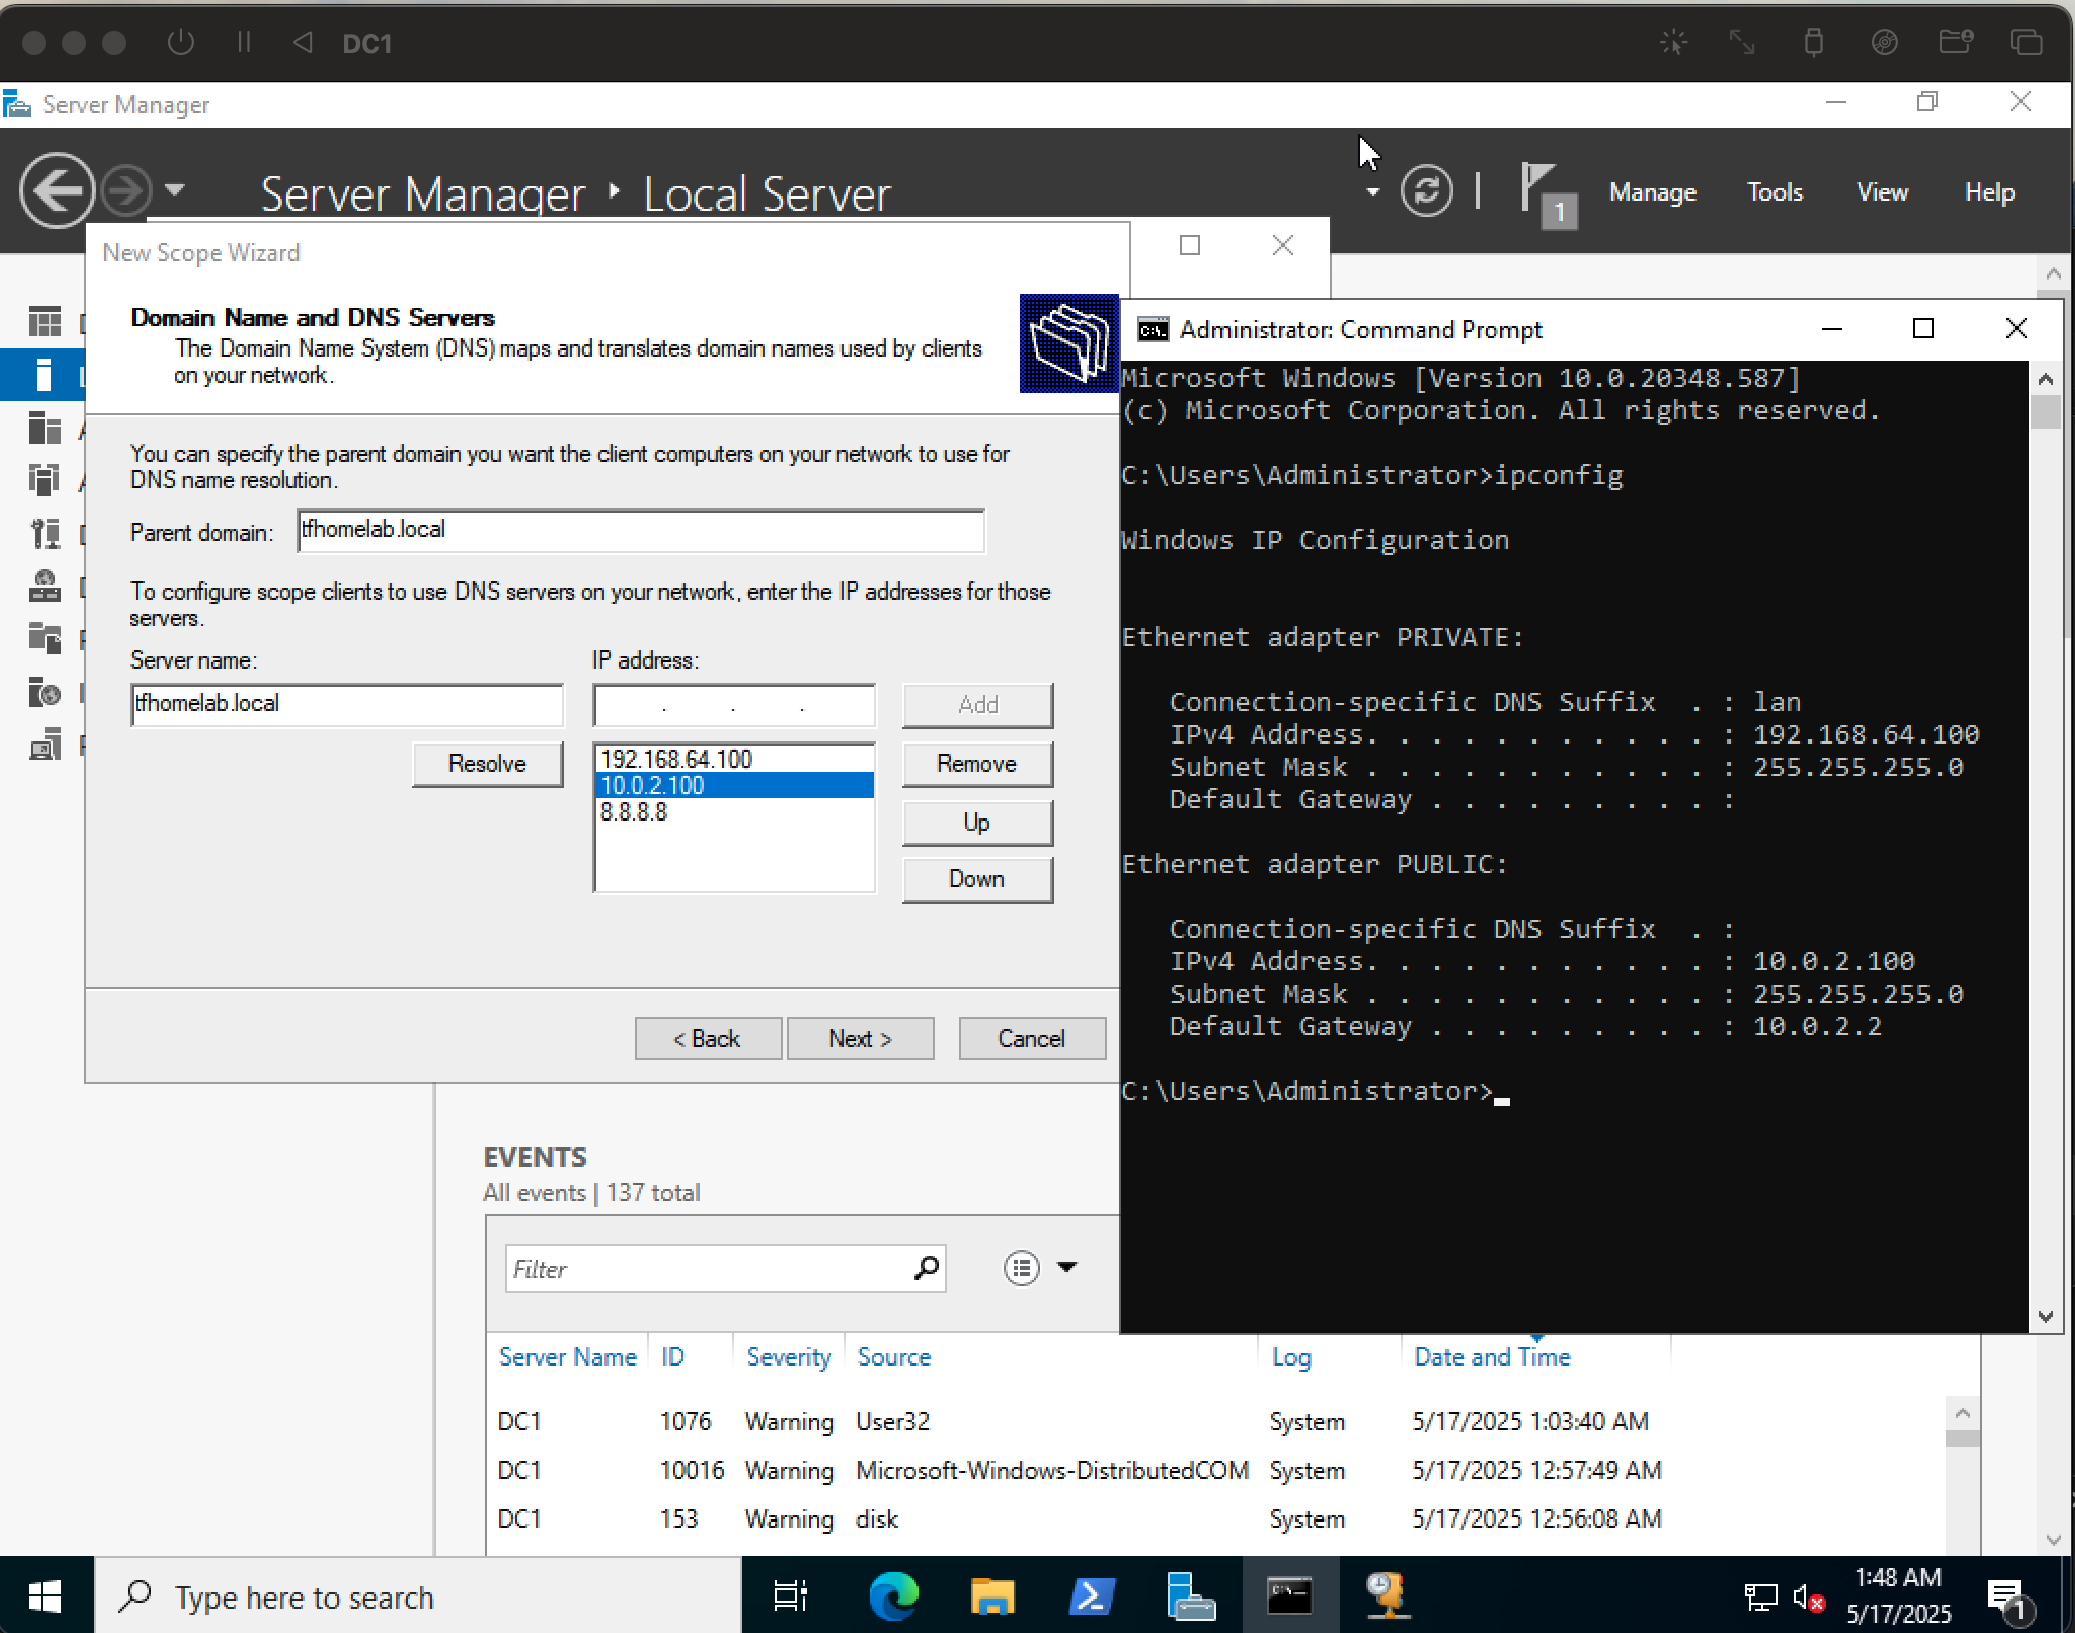 DC1
Server Manager
Server Manager ‣ Local Server
1
Manage Tools View Help
New Scope Wizard
Domain Name and DNS Servers
The Domain Name System (DNS) maps and translates domain names used by clients
on your network.
You can specify the parent domain you want the client computers on your network to use for
DNS name resolution.
Parent domain: tfhomelab.local
To configure scope clients to use DNS servers on your network, enter the IP addresses for those
servers.
Server name: IP address:
tfhomelab.local . . . Add
Resolve
192.168.64.100
10.0.2.100
8.8.8.8
Remove
Up
Down
< Back Next > Cancel
Administrator: Command Prompt
Microsoft Windows [Version 10.0.20348.587]
(c) Microsoft Corporation. All rights reserved.
C:\Users\Administrator>ipconfig
Windows IP Configuration
Ethernet adapter PRIVATE:
Connection-specific DNS Suffix . : lan
IPv4 Address. . . . . . . . . . . : 192.168.64.100
Subnet Mask . . . . . . . . . . . : 255.255.255.0
Default Gateway . . . . . . . . . :
Ethernet adapter PUBLIC:
Connection-specific DNS Suffix . :
IPv4 Address. . . . . . . . . . . : 10.0.2.100
Subnet Mask . . . . . . . . . . . : 255.255.255.0
Default Gateway . . . . . . . . . : 10.0.2.2
C:\Users\Administrator>
EVENTS
All events | 137 total
Filter
Server Name ID Severity Source Log Date and Time
DC1 1076 Warning User32 System 5/17/2025 1:03:40 AM
DC1 10016 Warning Microsoft-Windows-DistributedCOM System 5/17/2025 12:57:49 AM
DC1 153 Warning disk System 5/17/2025 12:56:08 AM
Type here to search
1:48 AM
5/17/2025
1